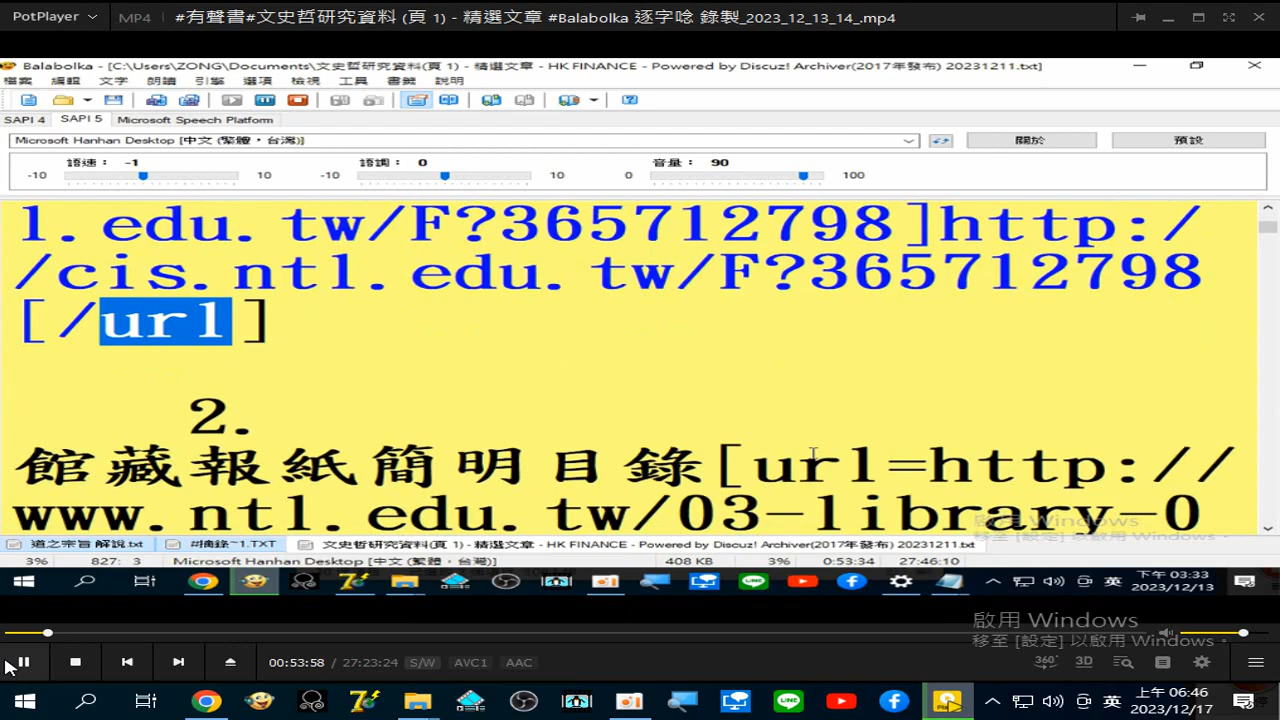 PotPlayer MP4 #有聲書#文史哲研究資料 (頁 1) - 精選文章 #Balabolka 逐字唸 錄製_2023_12_13_14_.mp4
Balabolka - [C:\Users\ZONG\Documents\文史哲研究資料(頁 1) - 精選文章 - HK FINANCE - Powered by Discuz! Archiver(2017年發布) 20231211.txt]
檔案 編輯 文字 朗讀 引擎 選項 檢視 工具 書籤 說明
SAPI 4 SAPI 5 Microsoft Speech Platform
Microsoft Hanhan Desktop [中文 (繁體，台灣)] 關於 預設
語速： -1 語調： 0 音量： 90
-10 10 -10 10 0 100
l.edu.tw/F?365712798]http:/
/cis.ntl.edu.tw/F?365712798
[/url]
2.
館藏報紙簡明目錄[url=http://
www.ntl.edu.tw/03-library-0
道之宗旨 解說.txt #摘錄~1.TXT 文史哲研究資料(頁 1) - 精選文章 - HK FINANCE - Powered by Discuz! Archiver(2017年發布) 20231211.txt
3% 827: 3 Microsoft Hanhan Desktop [中文 (繁體，台灣)] 408 KB 3% 0:53:34 27:46:10
英 下午 03:33
2023/12/13
啟用 Windows
移至 [設定] 以啟用 Windows。
00:53:58 / 27:23:24 S/W AVC1 AAC 360° 3D
英 上午 06:46
2023/12/17